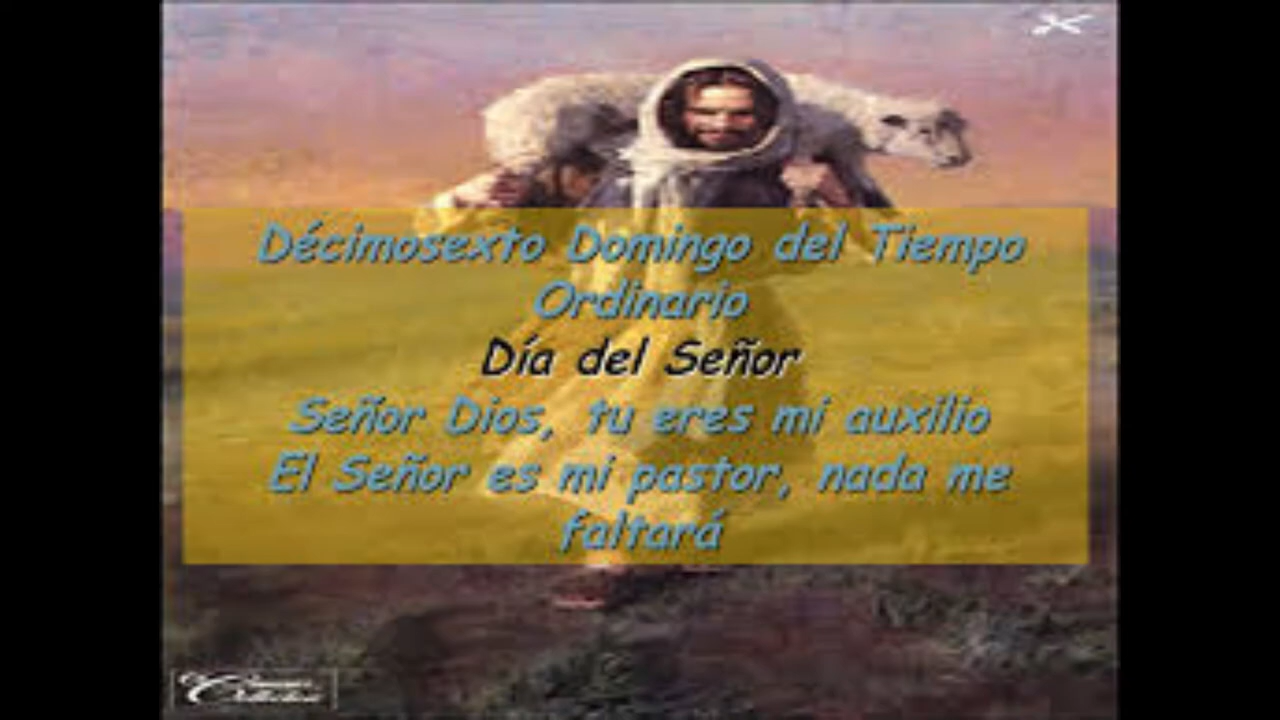 Décimosexto Domingo del Tiempo
Ordinario
Día del Señor
Señor Dios, tu eres mi auxilio
El Señor es mi pastor, nada me
faltará